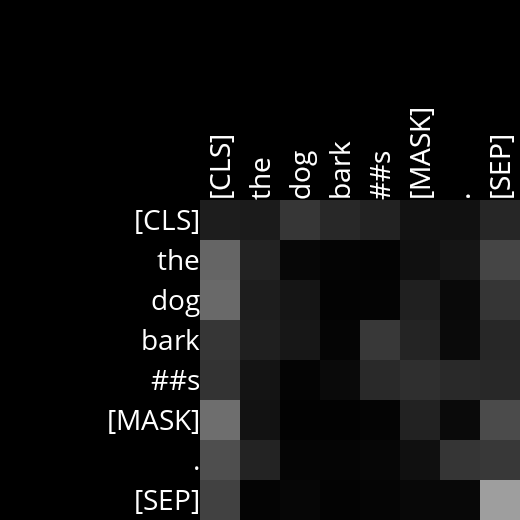 [CLS] the dog bark ##s [MASK] . [SEP]
[CLS]
the
dog
bark
##s
[MASK]
.
[SEP]